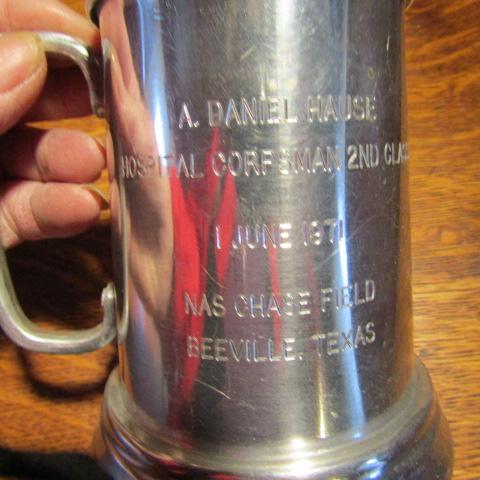 A. DANIEL HAUSE
HOSPITAL CORPSMAN 2ND CLASS
1 JUNE 1971
NAS CHASE FIELD
BEEVILLE, TEXAS